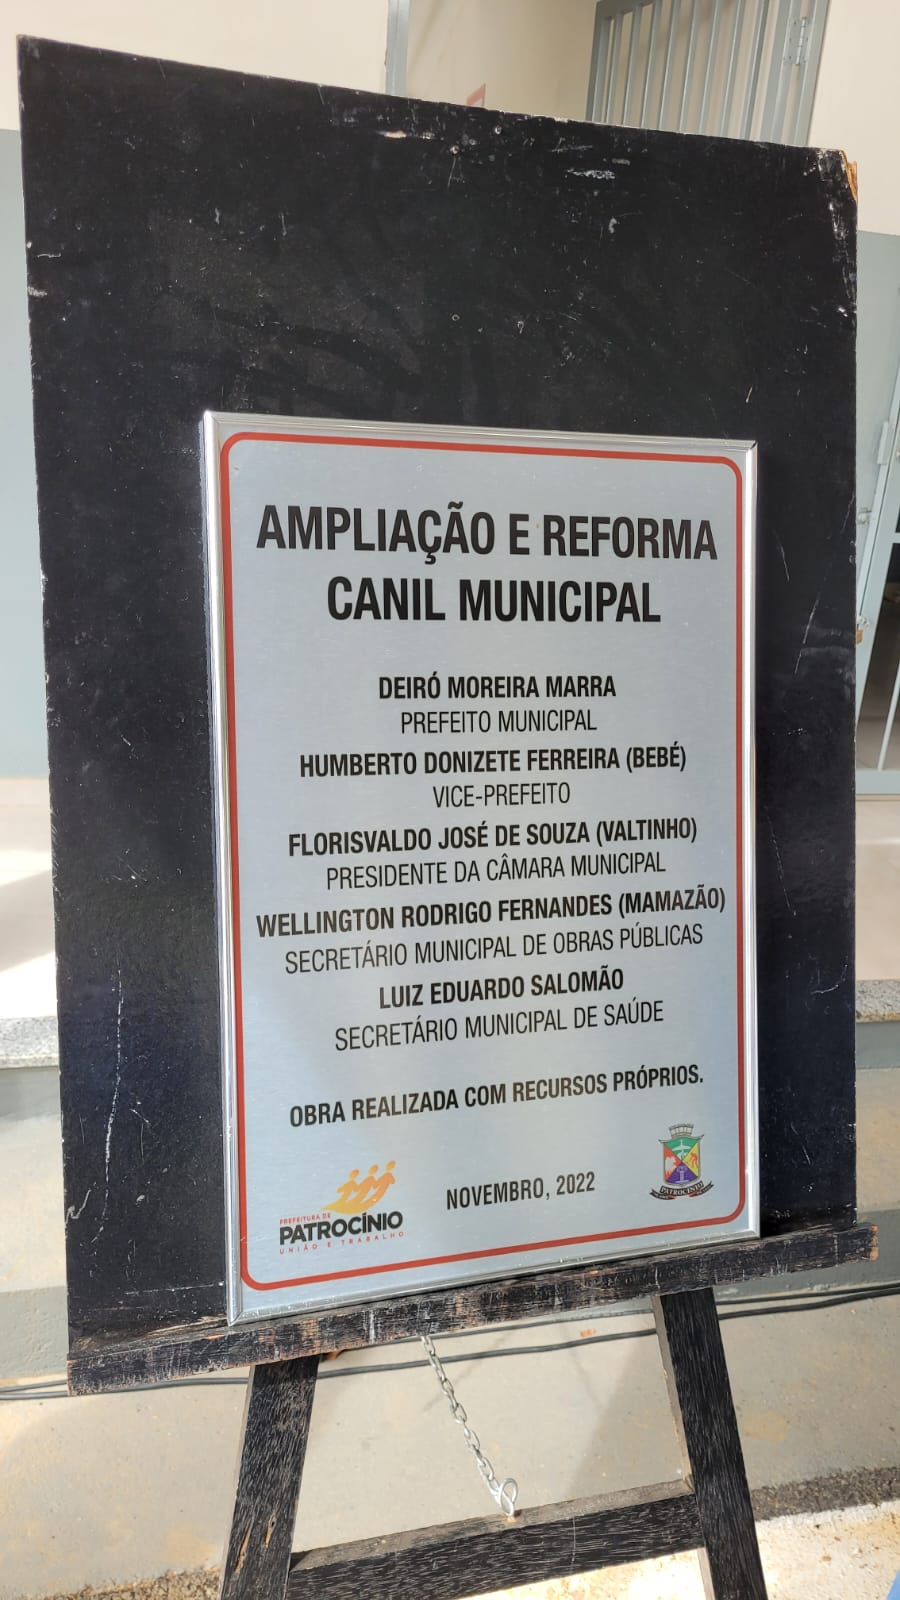 AMPLIAÇÃO E REFORMA
CANIL MUNICIPAL
DEIRÓ MOREIRA MARRA
PREFEITO MUNICIPAL
HUMBERTO DONIZETE FERREIRA (BEBÉ)
VICE-PREFEITO
FLORISVALDO JOSÉ DE SOUZA (VALTINHO)
PRESIDENTE DA CÂMARA MUNICIPAL
WELLINGTON RODRIGO FERNANDES (MAMAZÃO)
SECRETÁRIO MUNICIPAL DE OBRAS PÚBLICAS
LUIZ EDUARDO SALOMÃO
SECRETÁRIO MUNICIPAL DE SAÚDE
OBRA REALIZADA COM RECURSOS PRÓPRIOS.
PREFEITURA DE
PATROCÍNIO
UNIÃO E TRABALHO
NOVEMBRO, 2022
PATROCÍNIO